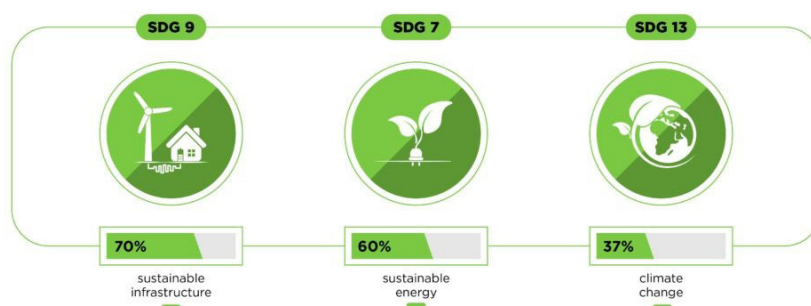 SDG 9
SDG 7
SDG 13
70%
60%
37%
sustainable
infrastructure
sustainable
energy
climate
change